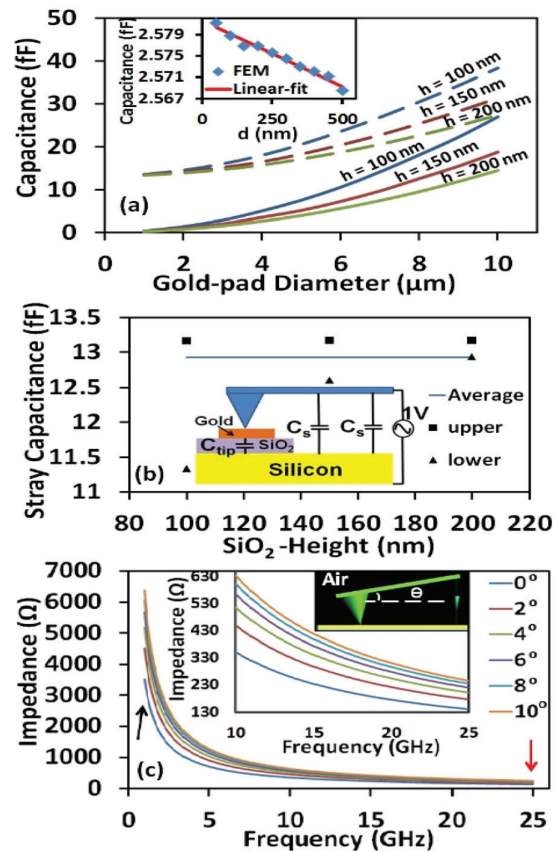 Capacitance (fF)
50
40
30
20
10
0
Capacitance (fF)
2.579
2.575
2.571
2.567
FEM
Linear-fit
0
250
500
d (nm)
h = 100 nm
h = 150 nm
h = 200 nm
h = 100 nm
h = 150 nm
h = 200 nm
(a)
0 2 4 6 8 10
Gold-pad Diameter (µm)
Stray Capacitance (fF)
13.5
13
12.5
12
11.5
11
Gold
C_tip
SiO₂
C_s
C_s
1V
Silicon
Average
upper
lower
(b)
80 100 120 140 160 180 200 220
SiO₂-Height (nm)
Impedance (Ω)
7000
6000
5000
4000
3000
2000
1000
0
Impedance (Ω)
630
530
430
330
230
130
Air
Θ
10 15 20 25
Frequency (GHz)
0°
2°
4°
6°
8°
10°
(c)
0 5 10 15 20 25
Frequency (GHz)